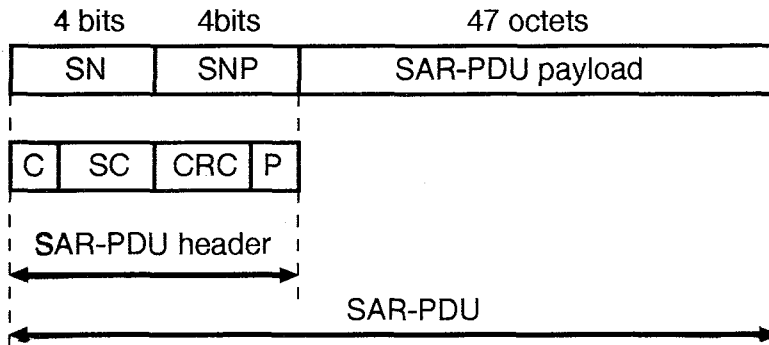 4 bits 4bits 47 octets
SN SNP SAR-PDU payload
C SC CRC P
SAR-PDU header
SAR-PDU